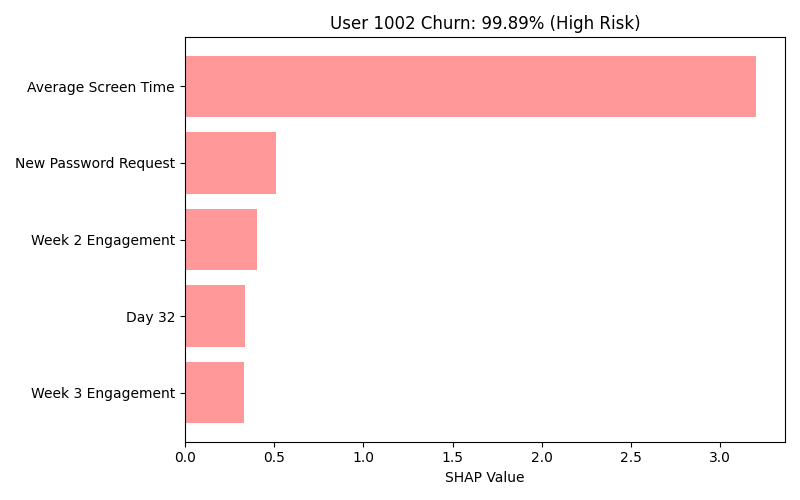 User 1002 Churn: 99.89% (High Risk)
Average Screen Time
New Password Request
Week 2 Engagement
Day 32
Week 3 Engagement
0.0 0.5 1.0 1.5 2.0 2.5 3.0
SHAP Value